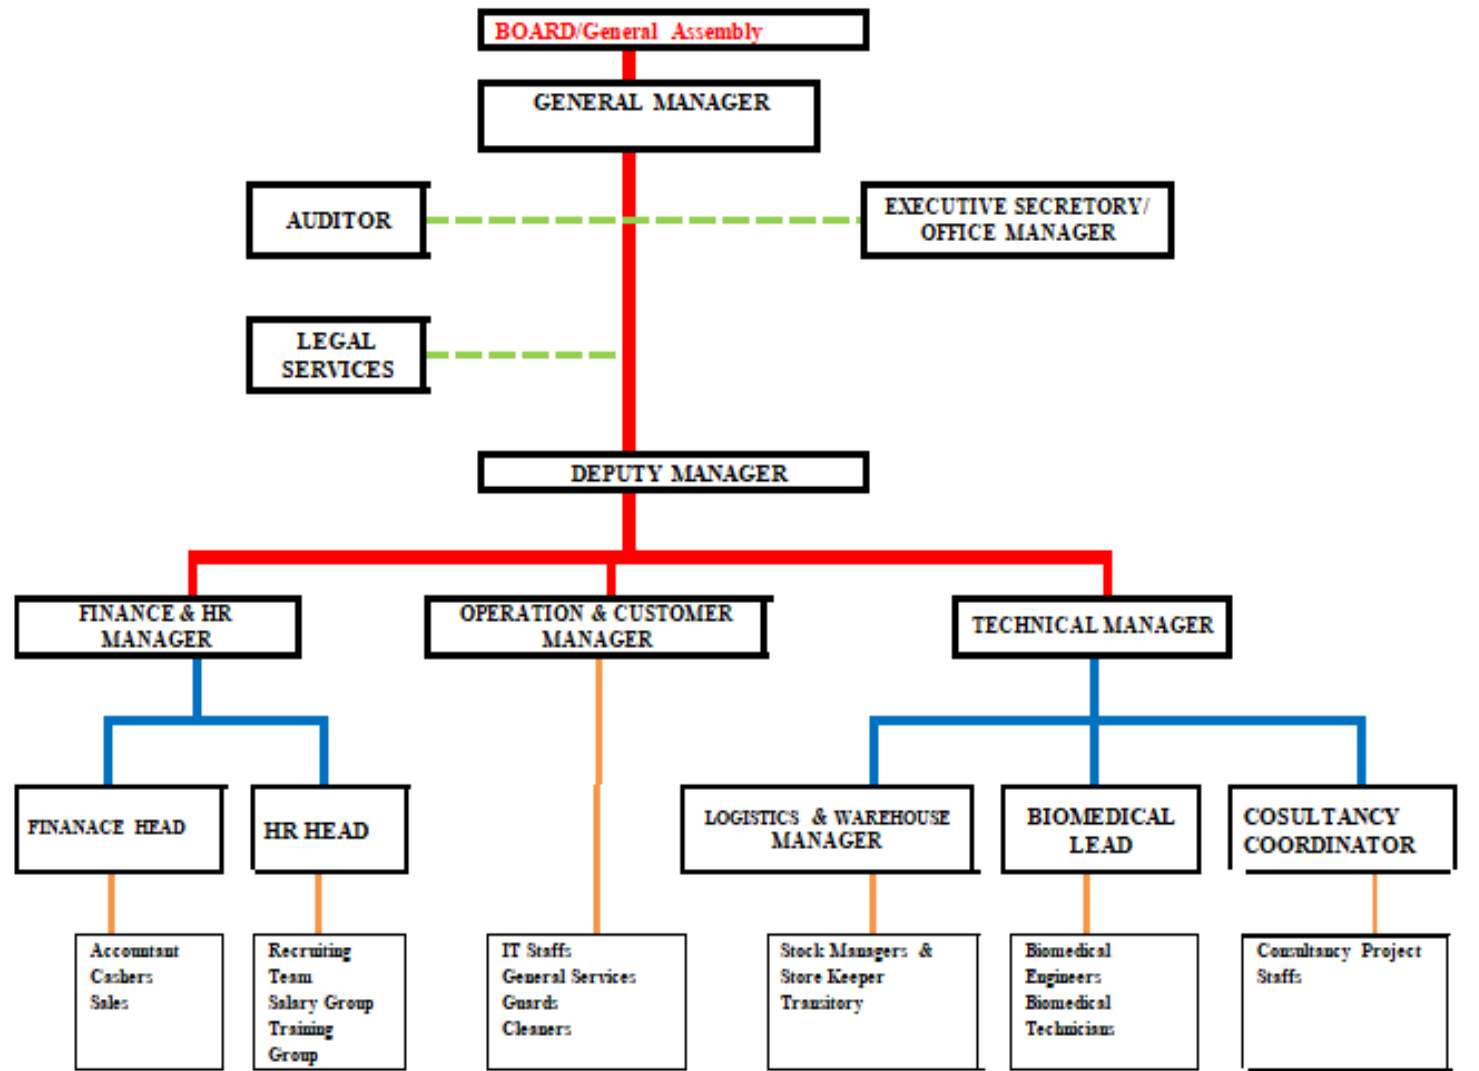 BOARD/General Assembly
GENERAL MANAGER
AUDITOR
EXECUTIVE SECRETORY/
OFFICE MANAGER
LEGAL
SERVICES
DEPUTY MANAGER
FINANCE & HR
MANAGER
OPERATION & CUSTOMER
MANAGER
TECHNICAL MANAGER
FINANACE HEAD
HR HEAD
LOGISTICS & WAREHOUSE
MANAGER
BIOMEDICAL
LEAD
COSULTANCY
COORDINATOR
Accountant
Cashers
Sales
Recruiting
Team
Salary Group
Training
Group
IT Staffs
General Services
Guards
Cleaners
Stock Managers &
Store Keeper
Transitory
Biomedical
Engineers
Biomedical
Technicians
Consultancy Project
Staffs